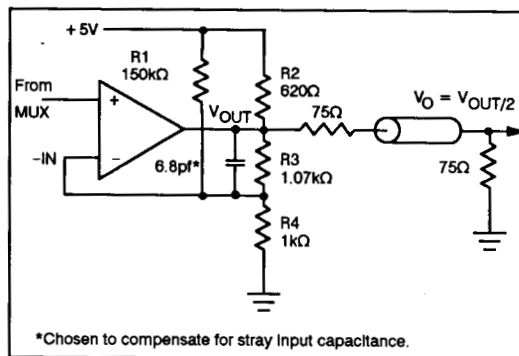 +5V
R1
150kΩ
From
MUX
+
VOUT
R2
620Ω
75Ω
VO = VOUT/2
-IN
−
6.8pf*
R3
1.07kΩ
75Ω
R4
1kΩ
*Chosen to compensate for stray input capacitance.